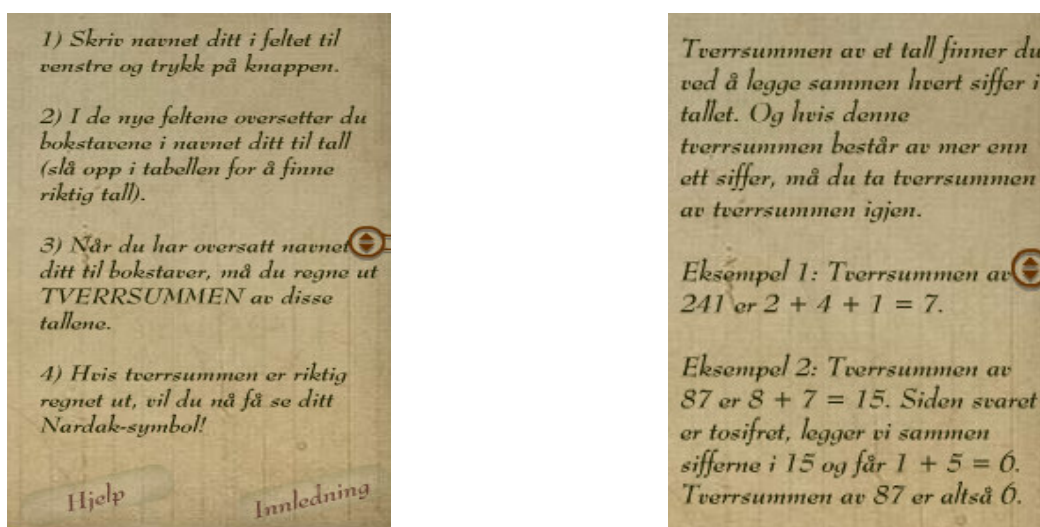 1) Skriv navnet ditt i feltet til
venstre og trykk på knappen.
2) I de nye feltene oversetter du
bokstavene i navnet ditt til tall
(slå opp i tabellen for å finne
riktig tall).
3) Når du har oversatt navnet
ditt til bokstaver, må du regne ut
TVERRSUMMEN av disse
tallene.
4) Hvis tverrsummen er riktig
regnet ut, vil du nå få se ditt
Nardak-symbol!
Hjelp
Innledning
Tverrsummen av et tall finner du
ved å legge sammen hvert siffer i
tallet. Og hvis denne
tverrsummen består av mer enn
ett siffer, må du ta tverrsummen
av tverrsummen igjen.
Eksempel 1: Tverrsummen av
241 er 2 + 4 + 1 = 7.
Eksempel 2: Tverrsummen av
87 er 8 + 7 = 15. Siden svaret
er tosifret, legger vi sammen
sifferne i 15 og får 1 + 5 = 6.
Tverrsummen av 87 er altså 6.